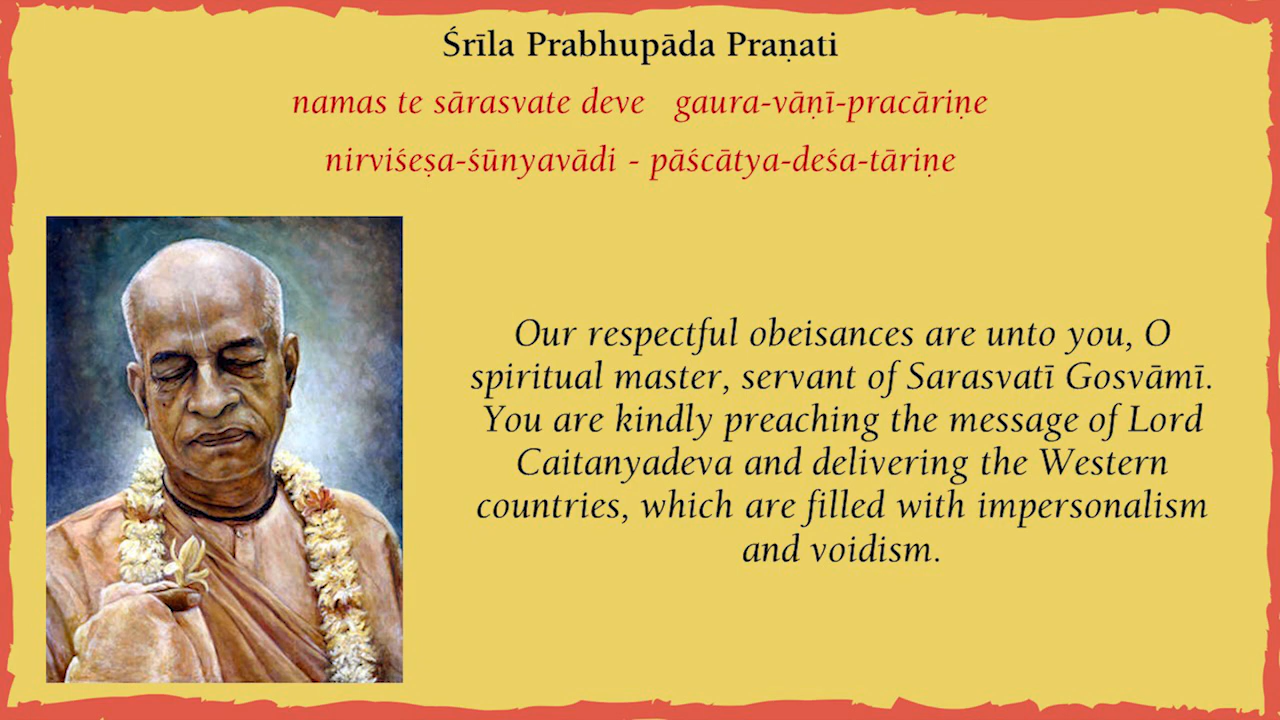 Śrīla Prabhupāda Praṇati
namas te sārasvate deve gaura-vāṇī-pracāriṇe
nirviśeṣa-śūnyavādi - pāścātya-deśa-tāriṇe
Our respectful obeisances are unto you, O
spiritual master, servant of Sarasvatī Gosvāmī.
You are kindly preaching the message of Lord
Caitanyadeva and delivering the Western
countries, which are filled with impersonalism
and voidism.